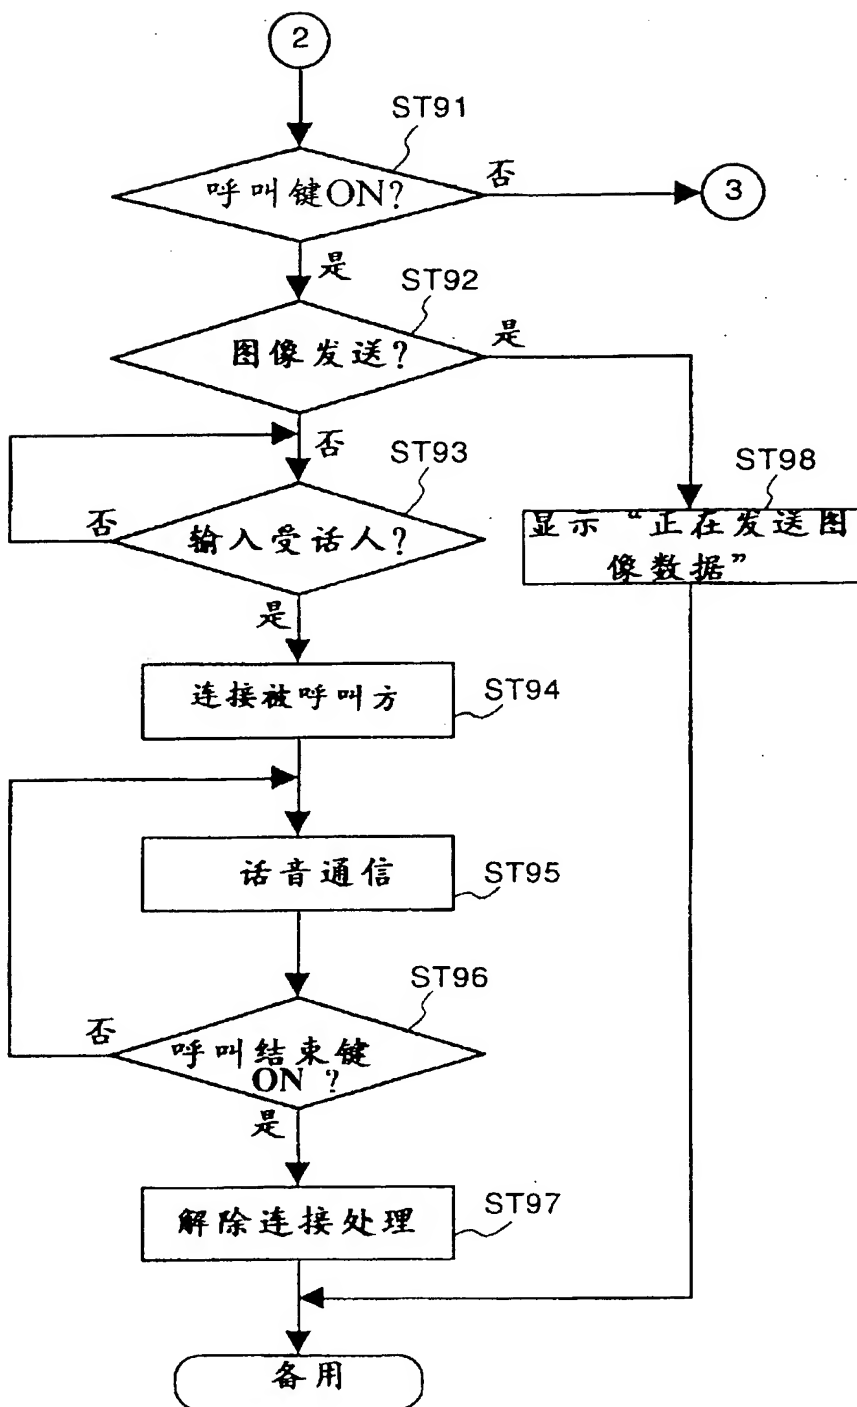 2
ST91
呼叫键ON?
否
3
是
ST92
图像发送?
是
否
ST93
否
输入受话人?
ST98
显示“正在发送图
像数据”
是
连接被呼叫方
ST94
话音通信
ST95
ST96
否
呼叫结束键
ON ?
是
解除连接处理
ST97
备用